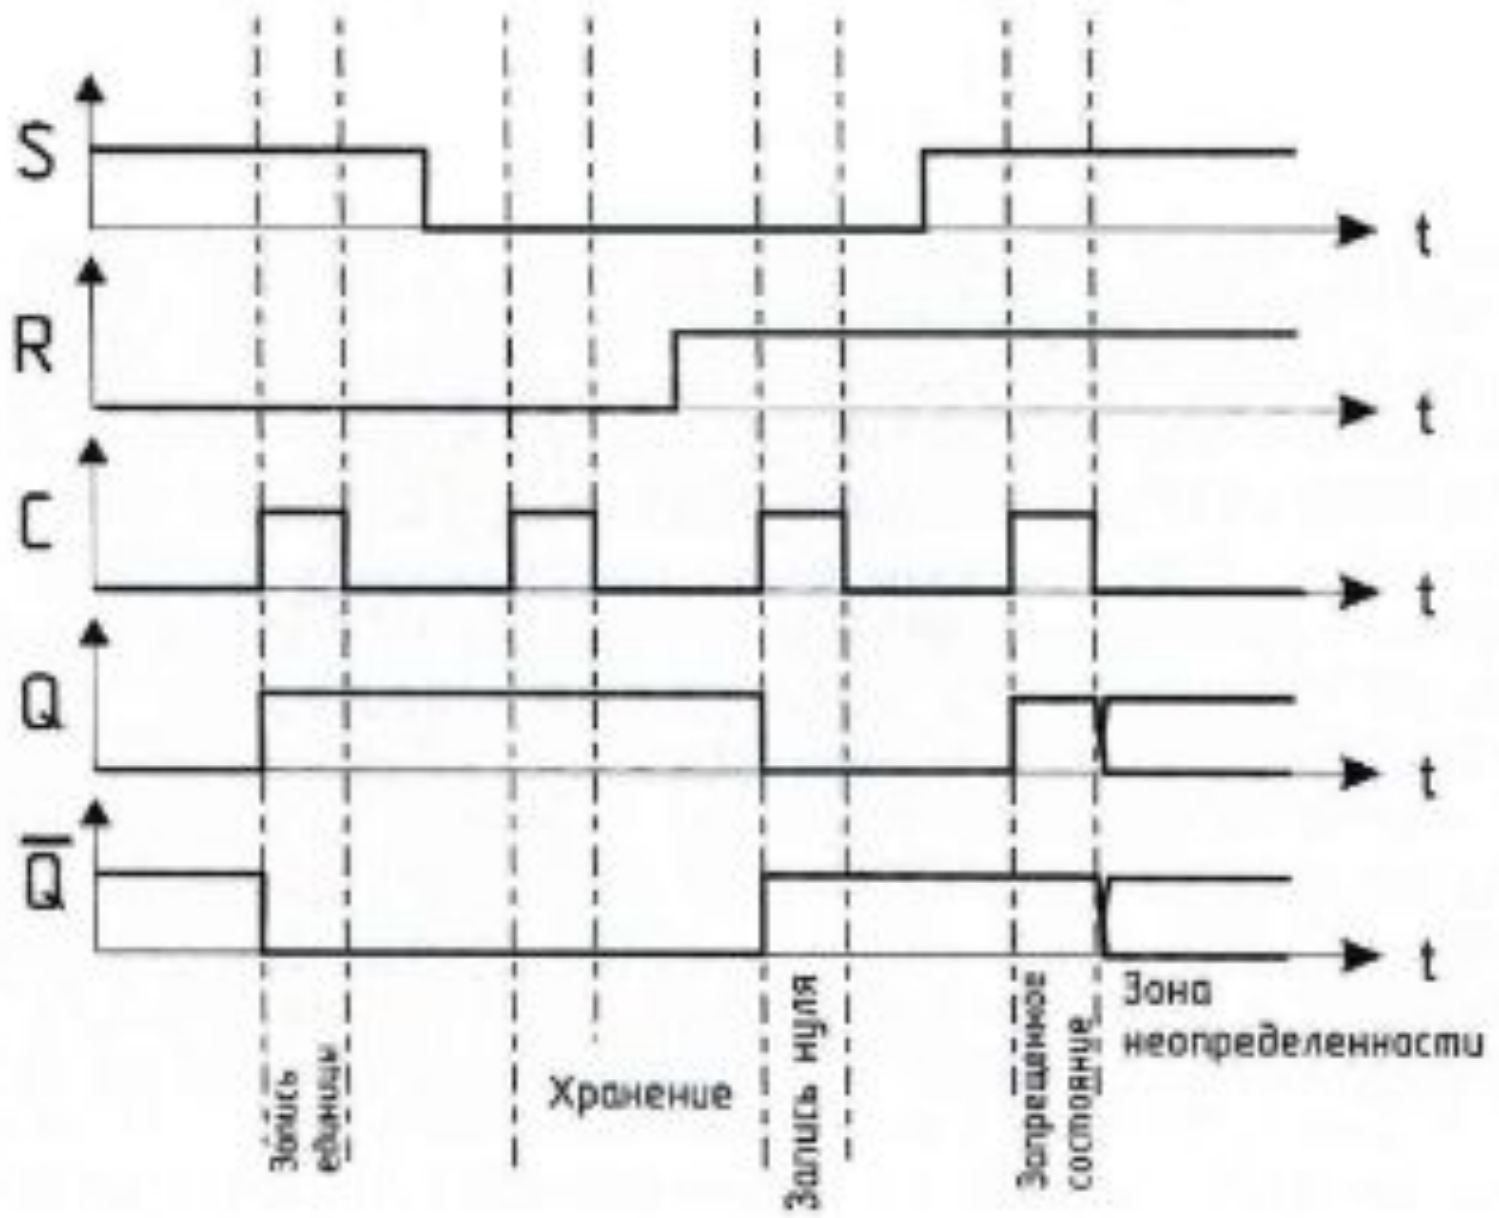 S
t
R
t
C
t
Q
t
Q̅
t
Запись
единицы
Хранение
Запись нуля
Запрещенное
состояние
Зона
неопределенности